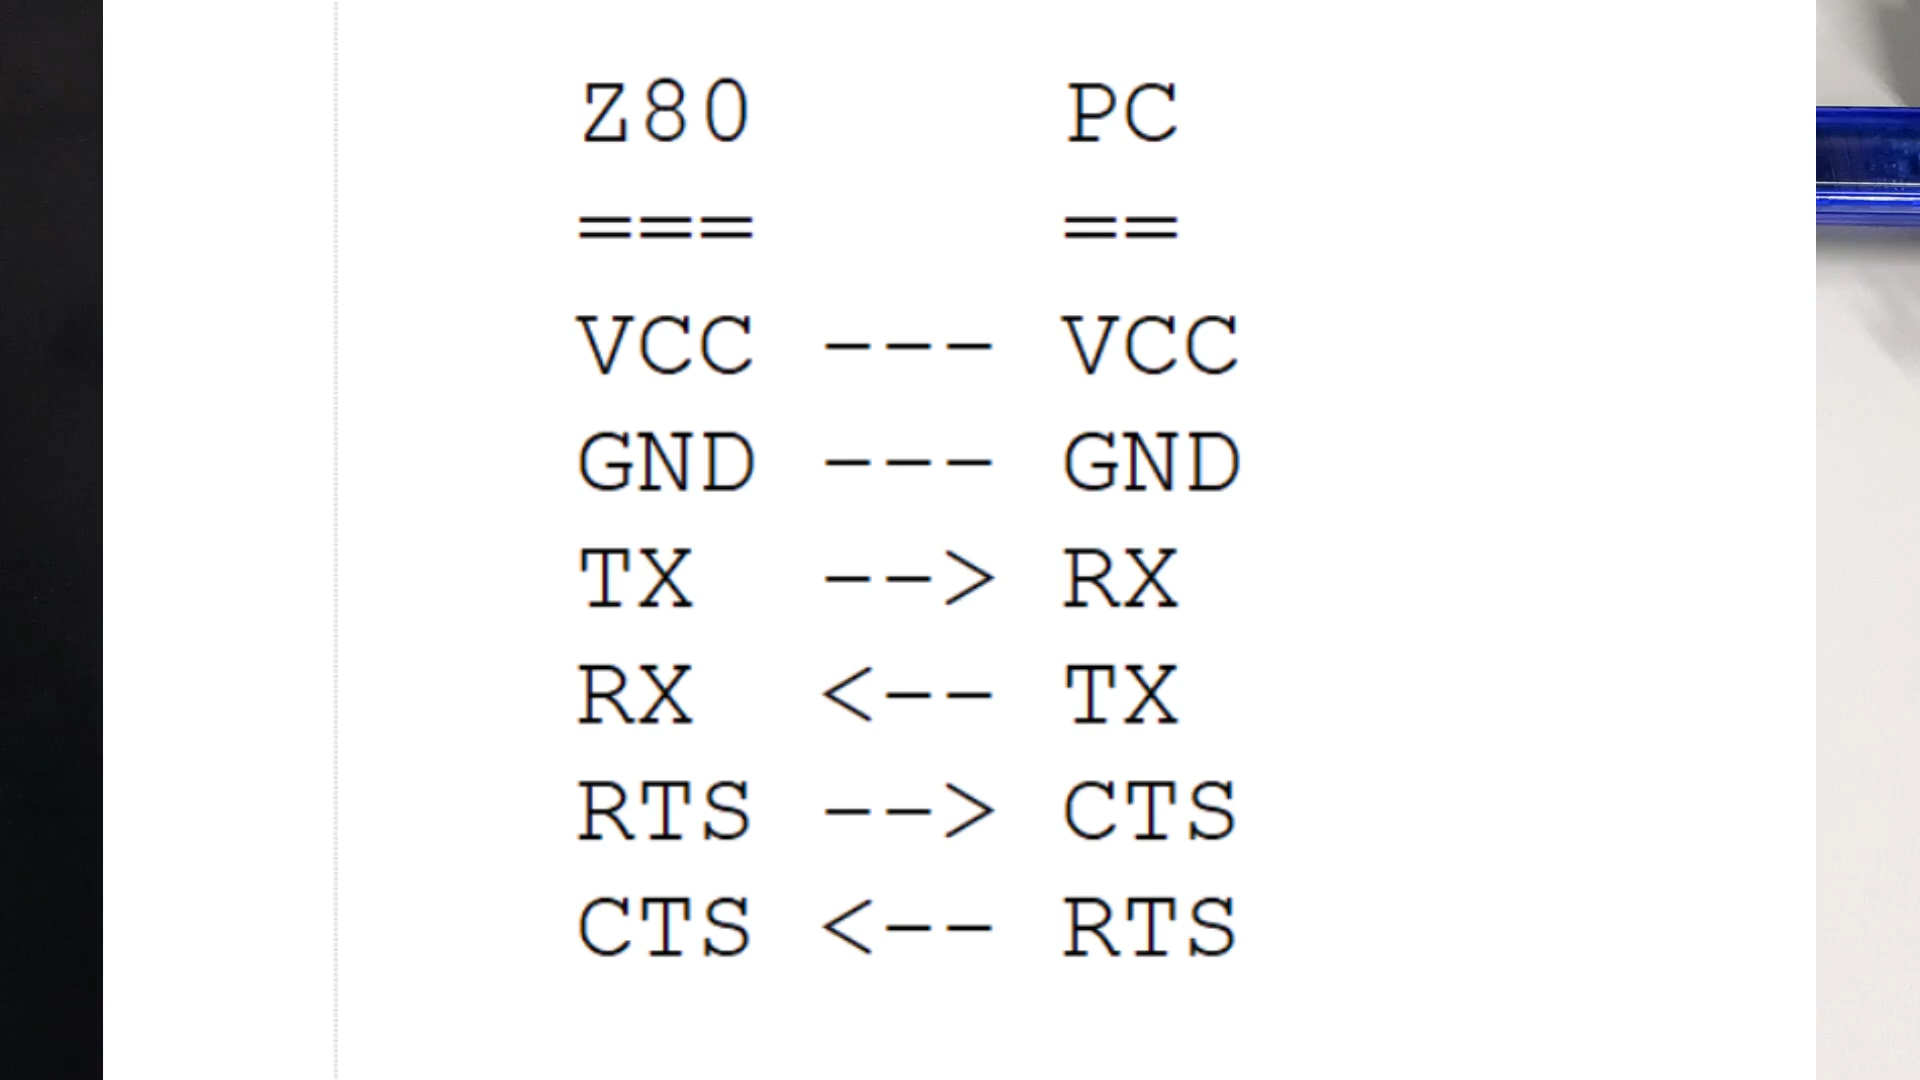 Z80 PC
=== ==
VCC --- VCC
GND --- GND
TX --> RX
RX <-- TX
RTS --> CTS
CTS <-- RTS